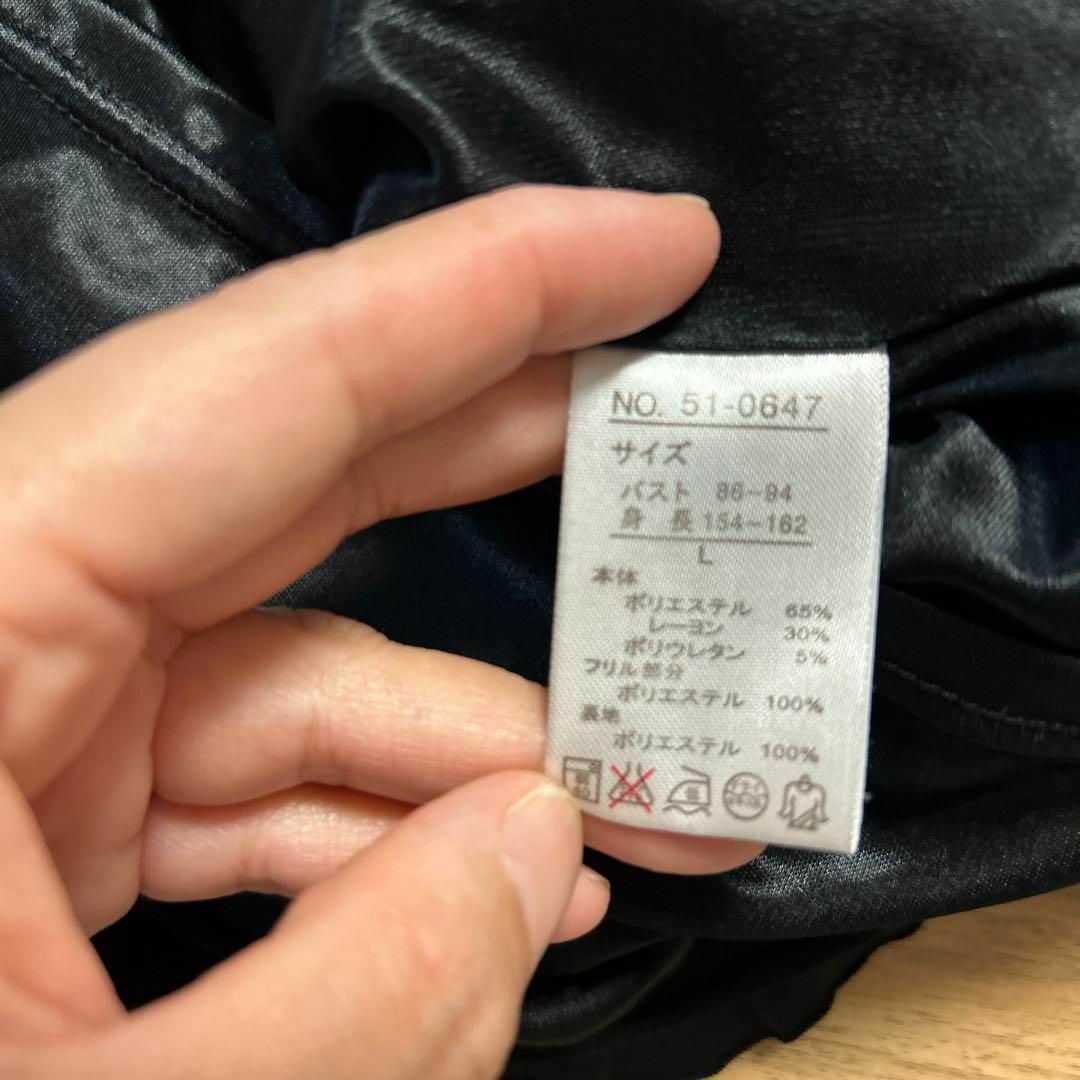 NO. 51-0647
サイズ
バスト 86-94
身長 154~162
L
本体
ポリエステル 65%
レーヨン 30%
ポリウレタン 5%
フリル部分
ポリエステル 100%
裏地
ポリエステル 100%